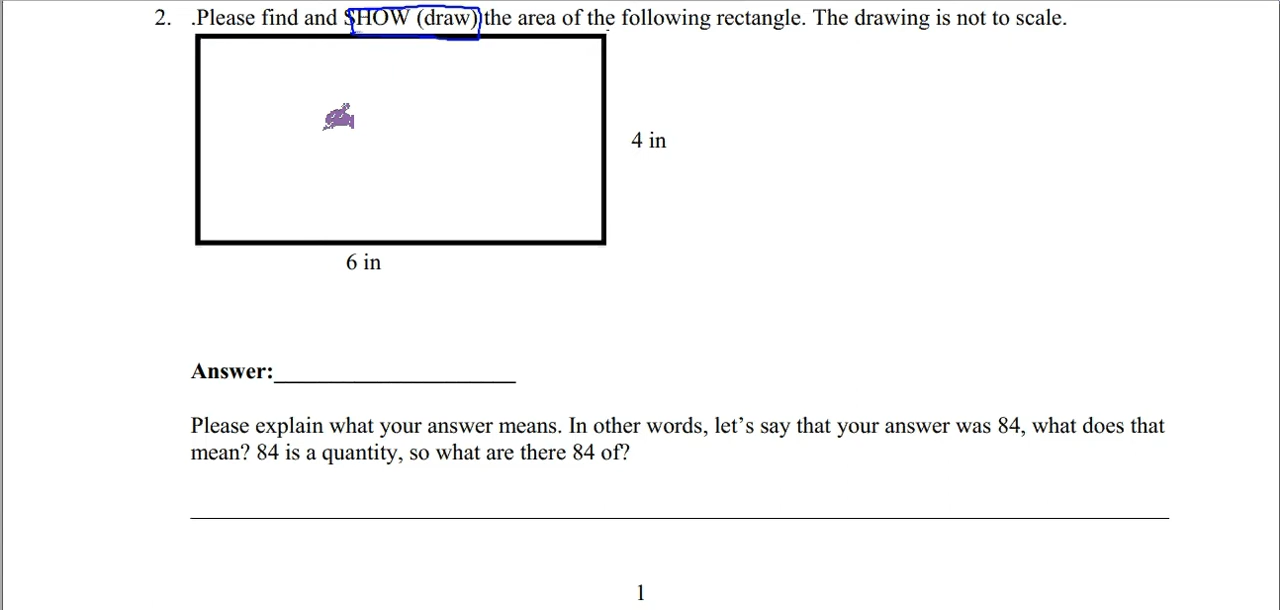 2. .Please find and SHOW (draw) the area of the following rectangle. The drawing is not to scale.
4 in
6 in
Answer:______________________
Please explain what your answer means. In other words, let’s say that your answer was 84, what does that
mean? 84 is a quantity, so what are there 84 of?
1